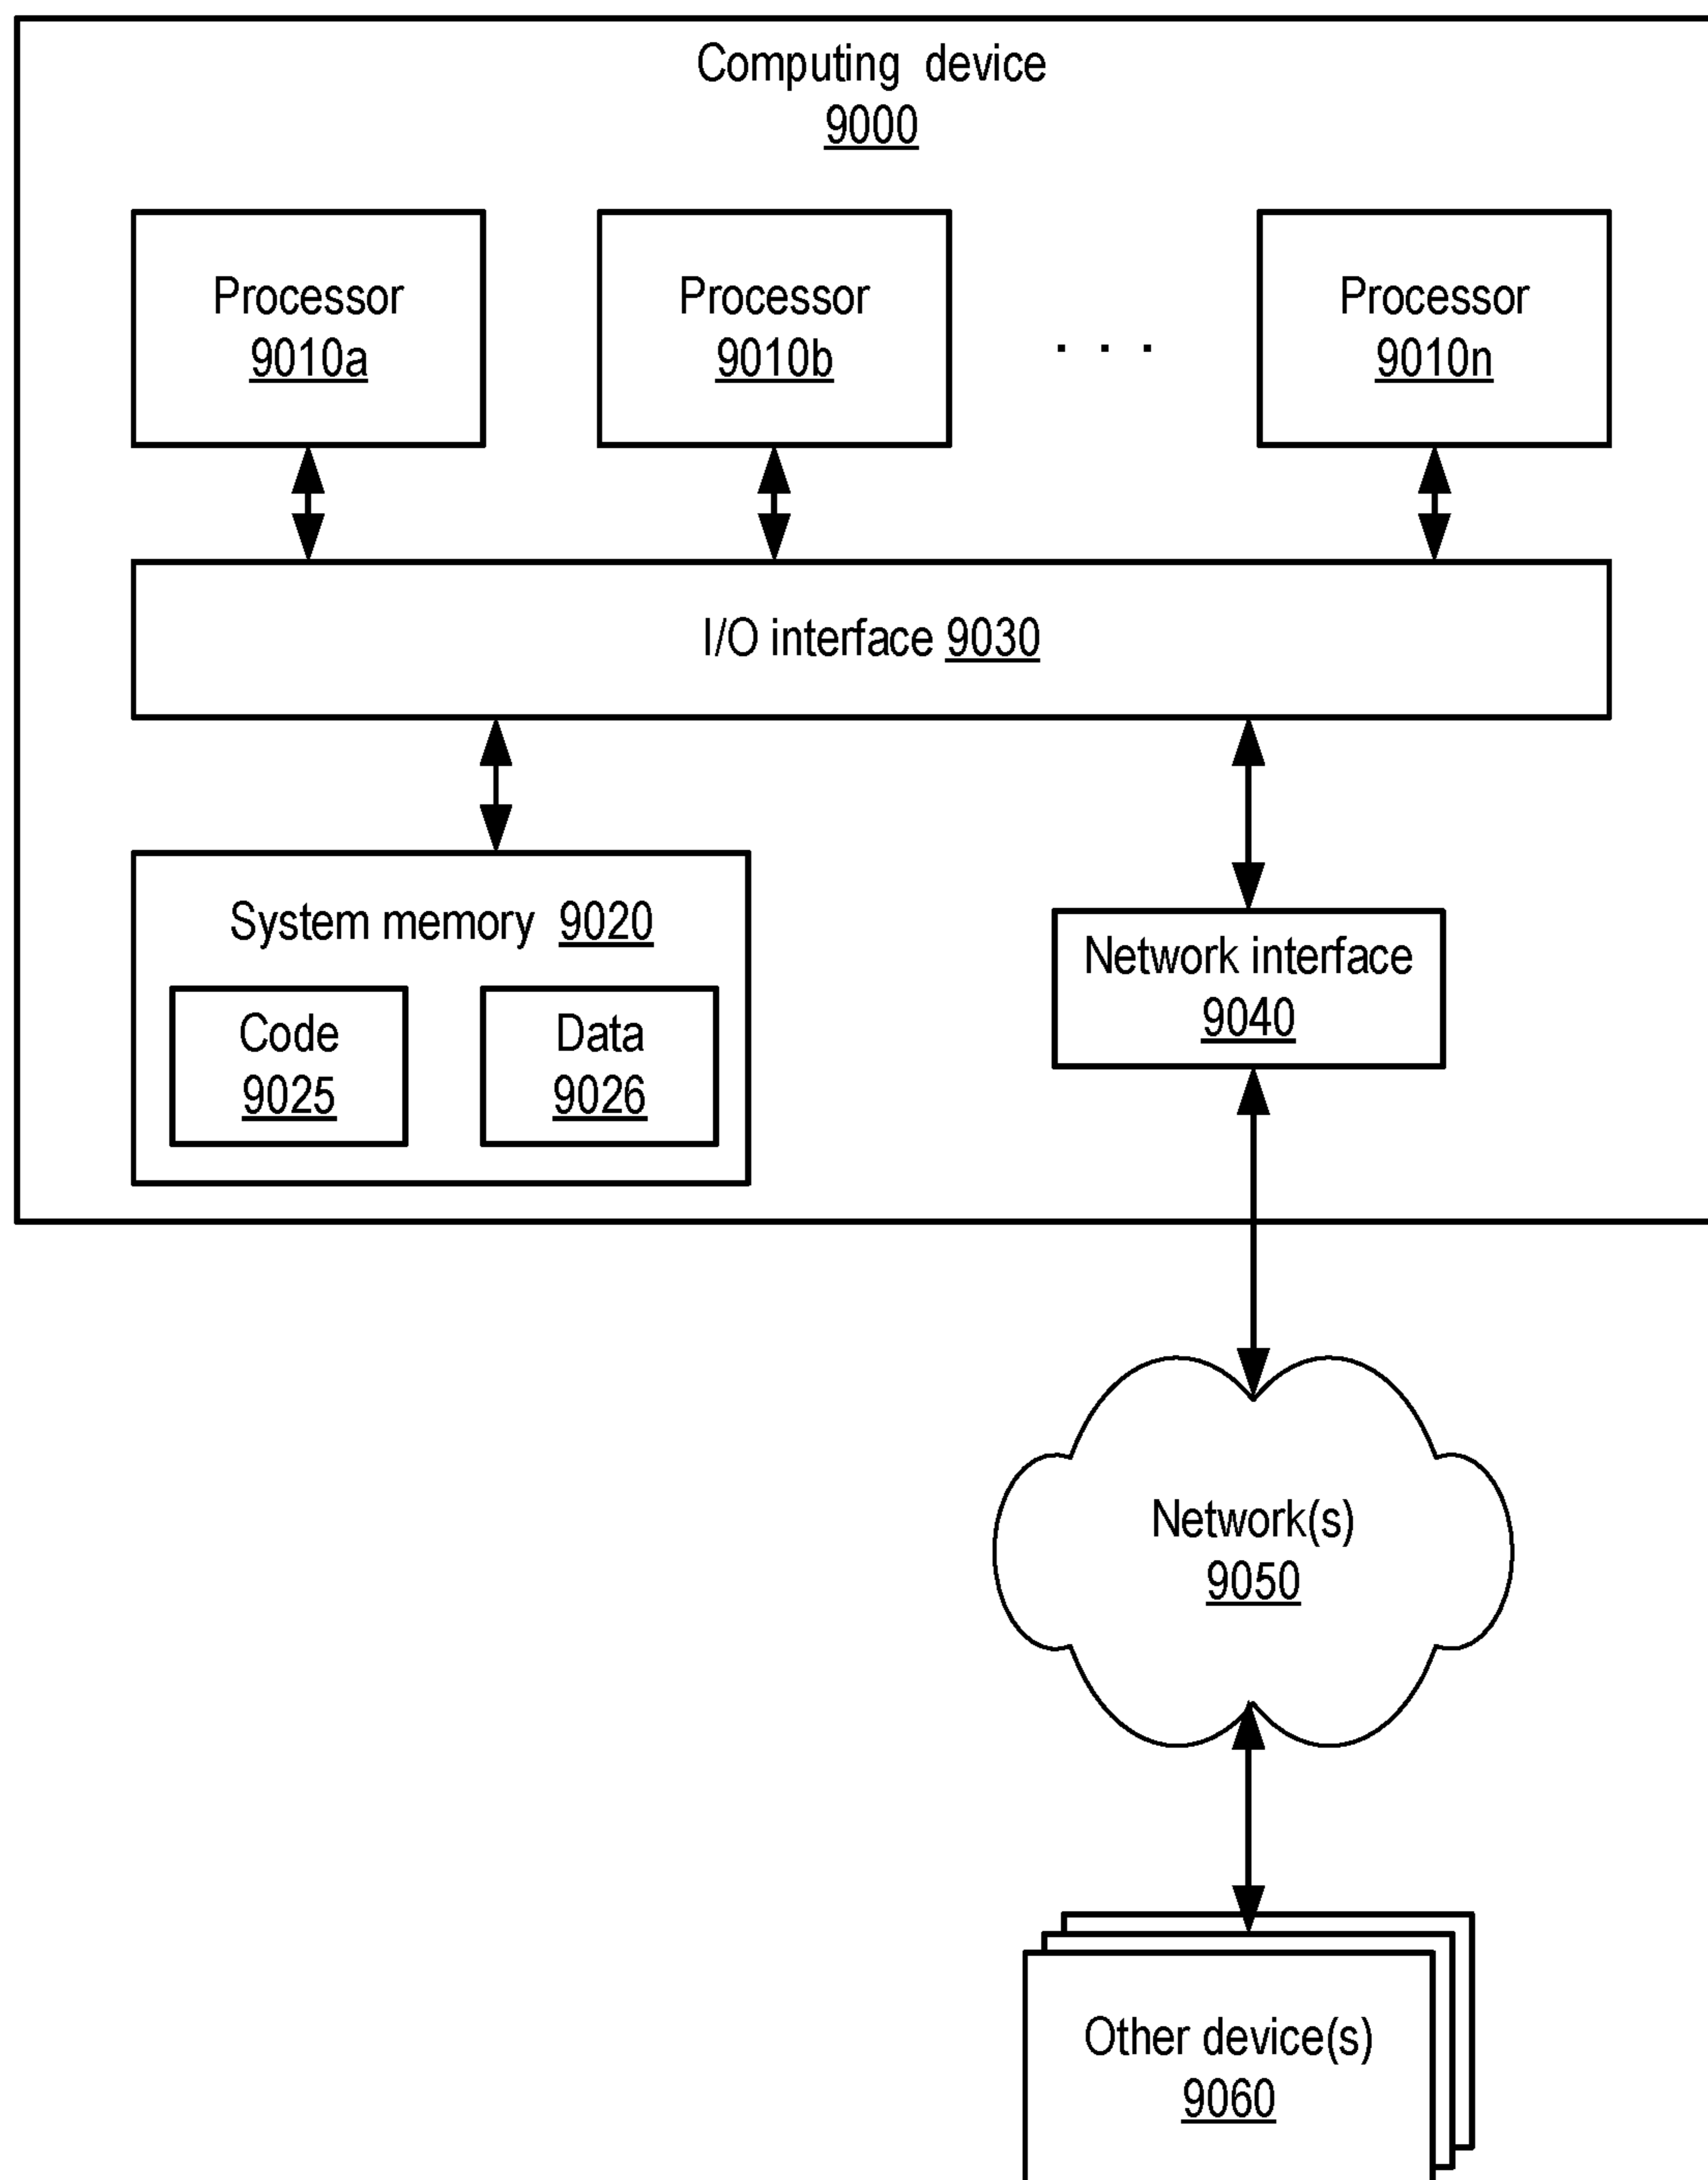 Computing device
9000
Processor
9010a
Processor
9010b
. . .
Processor
9010n
I/O interface 9030
System memory 9020
Code
9025
Data
9026
Network interface
9040
Network(s)
9050
Other device(s)
9060